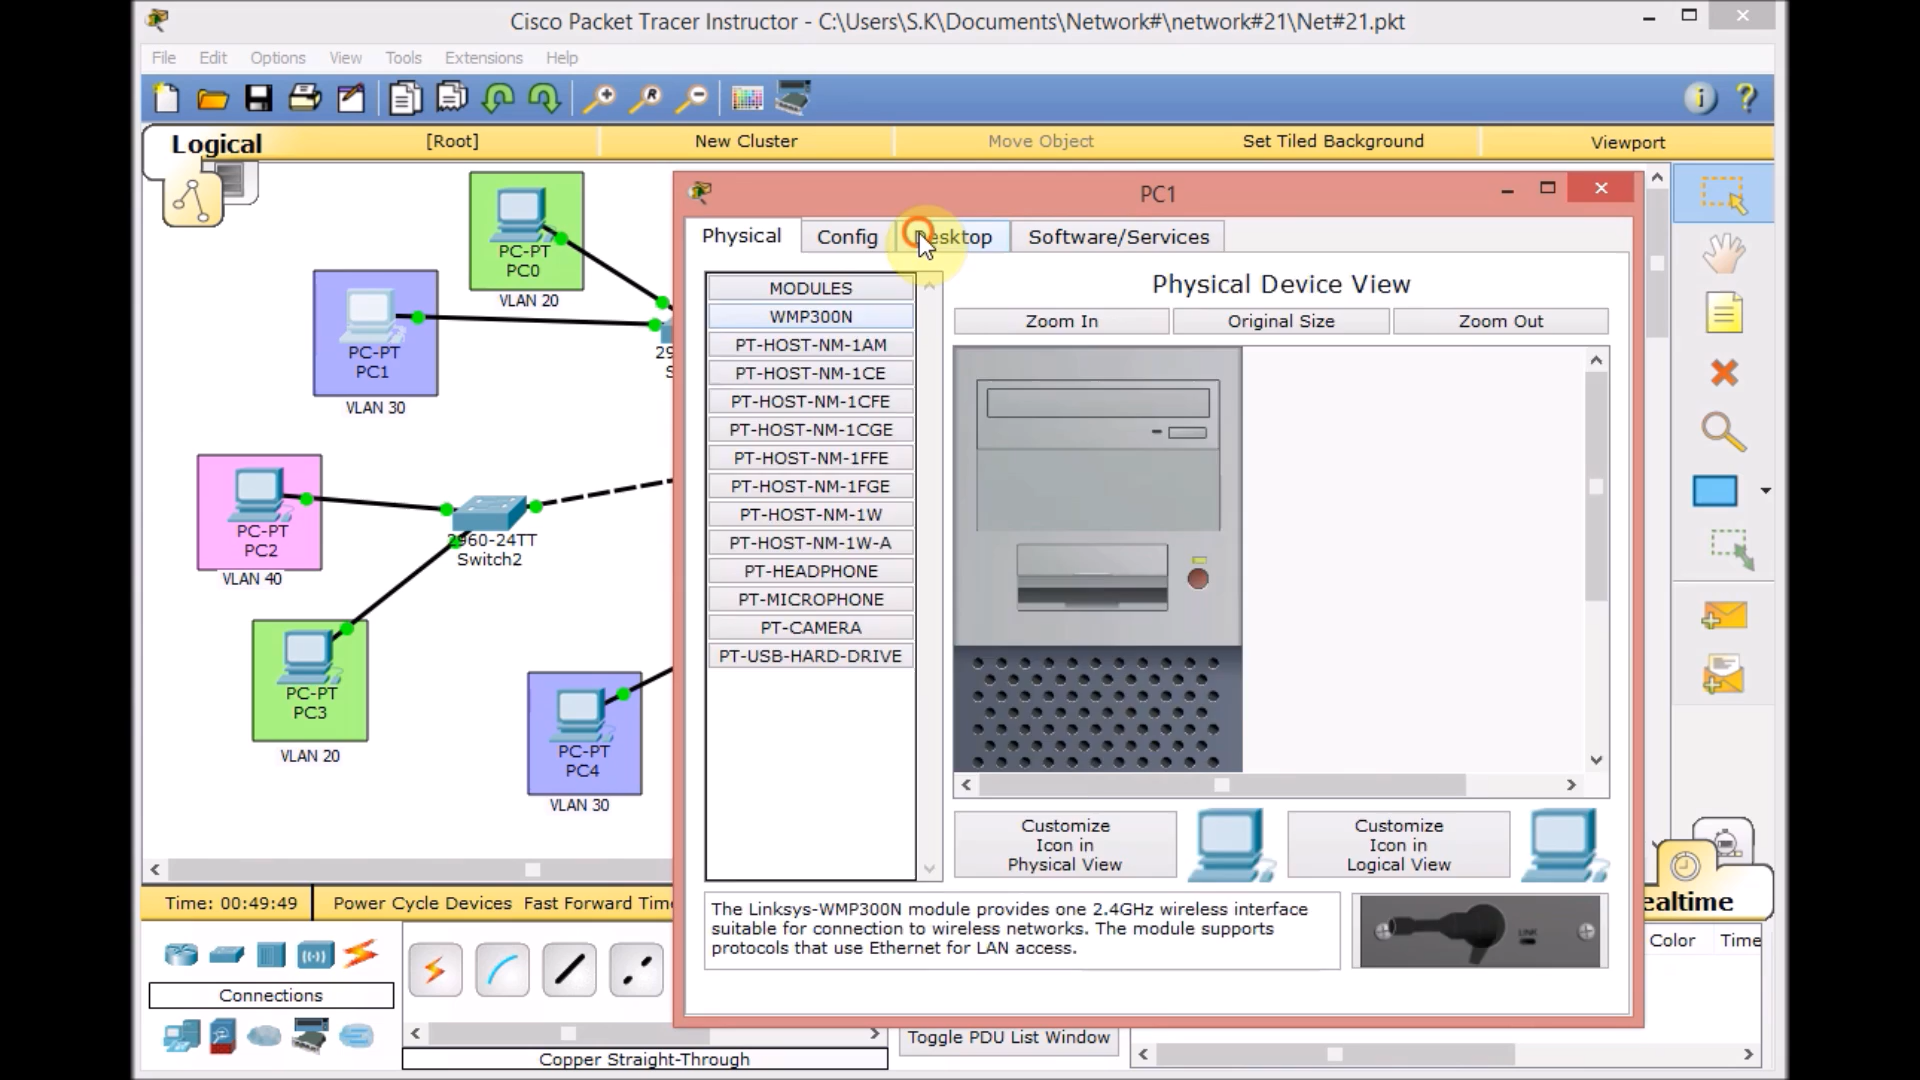 Cisco Packet Tracer Instructor - C:\Users\S.K\Documents\Network#\network#21\Net#21.pkt
File Edit Options View Tools Extensions Help
Logical [Root] New Cluster Move Object Set Tiled Background Viewport
PC-PT
PC0
VLAN 20
PC-PT
PC1
VLAN 30
PC-PT
PC2
VLAN 40
2960-24TT
Switch2
PC-PT
PC3
VLAN 20
PC-PT
PC4
VLAN 30
PC1
Physical Config Desktop Software/Services
MODULES
WMP300N
PT-HOST-NM-1AM
PT-HOST-NM-1CE
PT-HOST-NM-1CFE
PT-HOST-NM-1CGE
PT-HOST-NM-1FFE
PT-HOST-NM-1FGE
PT-HOST-NM-1W
PT-HOST-NM-1W-A
PT-HEADPHONE
PT-MICROPHONE
PT-CAMERA
PT-USB-HARD-DRIVE
Physical Device View
Zoom In Original Size Zoom Out
Customize
Icon in
Physical View
Customize
Icon in
Logical View
The Linksys-WMP300N module provides one 2.4GHz wireless interface
suitable for connection to wireless networks. The module supports
protocols that use Ethernet for LAN access.
LINK
Time: 00:49:49 Power Cycle Devices Fast Forward Time
ealtime
Color Time
Connections
Toggle PDU List Window
Copper Straight-Through